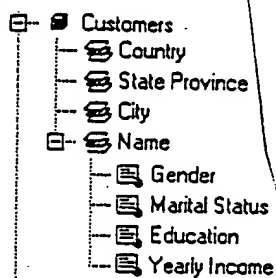 Customers
Country
State Province
City
Name
Gender
Marital Status
Education
Yearly Income